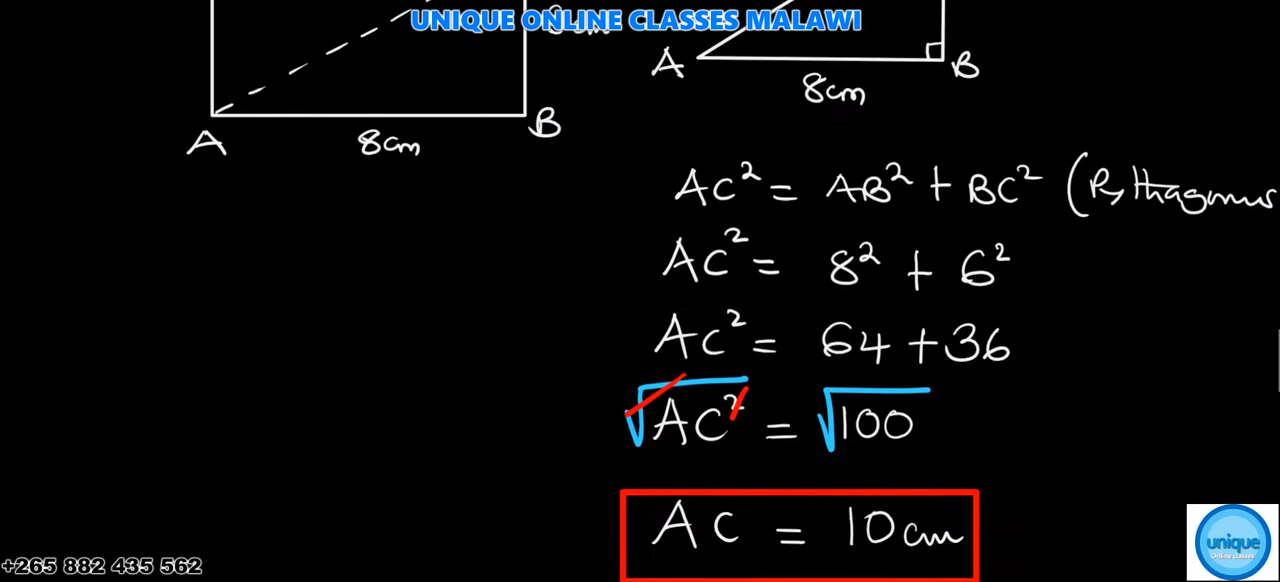 UNIQUE ONLINE CLASSES MALAWI
A
B
8cm
A
B
8cm
AC² = AB² + BC² (Pythagorus
AC² = 8² + 6²
AC² = 64 + 36
√AC² = √100
AC = 10cm
+265 882 435 562
unique
Online classes